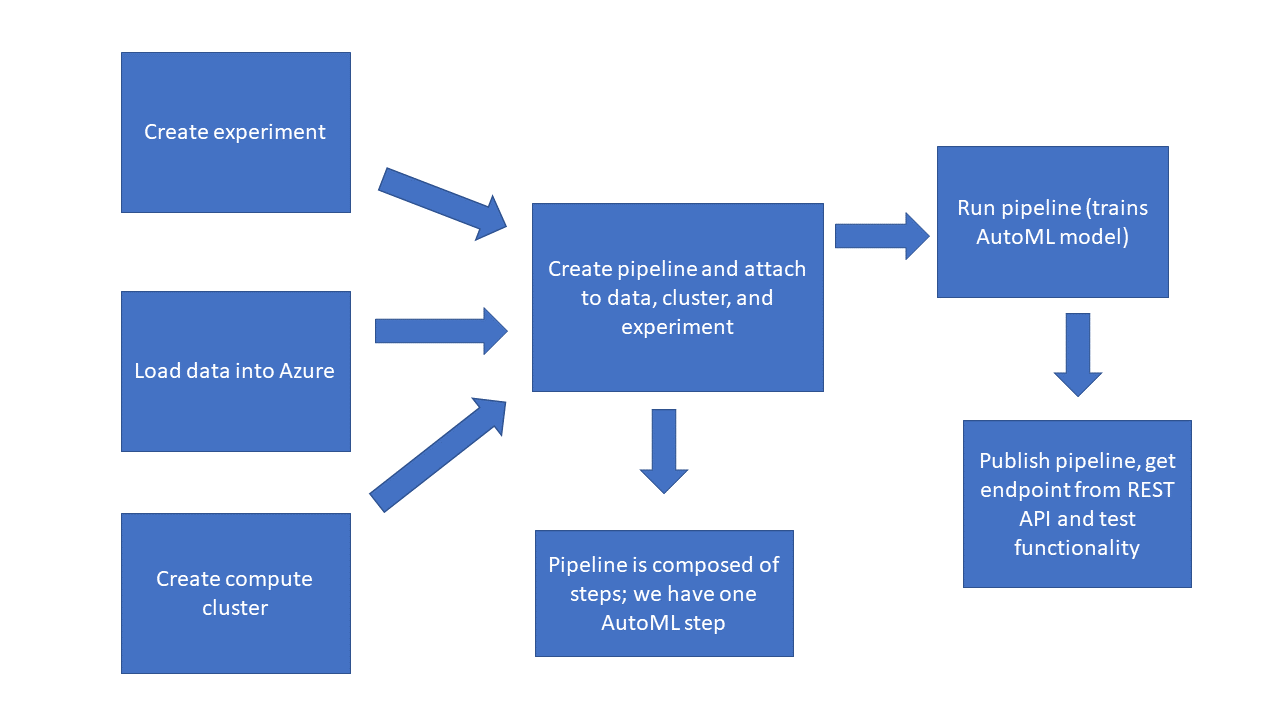 Create experiment
Load data into Azure
Create compute
cluster
Create pipeline and attach
to data, cluster, and
experiment
Pipeline is composed of
steps; we have one
AutoML step
Run pipeline (trains
AutoML model)
Publish pipeline, get
endpoint from REST
API and test
functionality